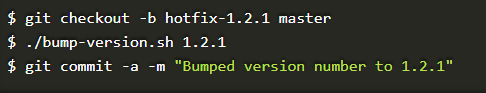 $ git checkout -b hotfix-1.2.1 master
$ ./bump-version.sh 1.2.1
$ git commit -a -m "Bumped version number to 1.2.1"